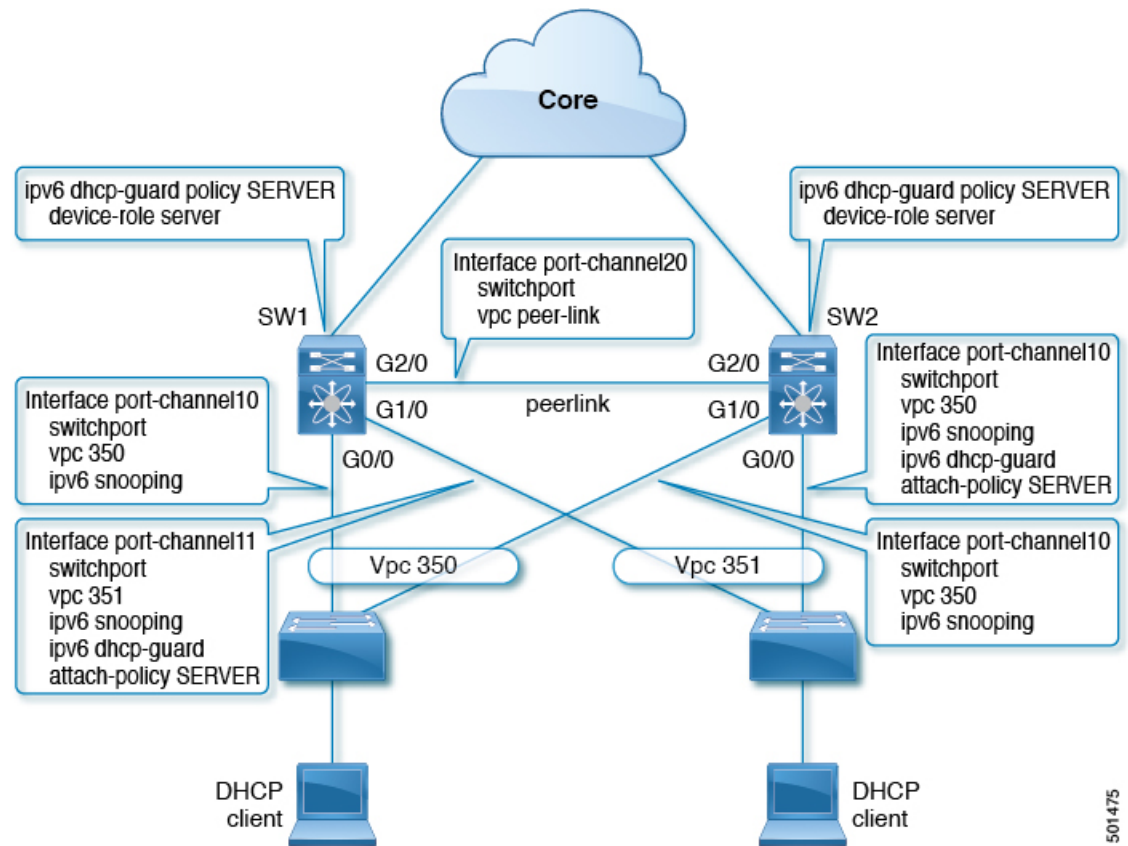 Core
ipv6 dhcp-guard policy SERVER
device-role server
ipv6 dhcp-guard policy SERVER
device-role server
Interface port-channel20
switchport
vpc peer-link
SW1
SW2
G2/0
G2/0
peerlink
G1/0
G1/0
G0/0
G0/0
Interface port-channel10
switchport
vpc 350
ipv6 snooping
Interface port-channel10
switchport
vpc 350
ipv6 snooping
ipv6 dhcp-guard
attach-policy SERVER
Interface port-channel11
switchport
vpc 351
ipv6 snooping
ipv6 dhcp-guard
attach-policy SERVER
Vpc 350
Vpc 351
Interface port-channel10
switchport
vpc 350
ipv6 snooping
DHCP
client
DHCP
client
501475